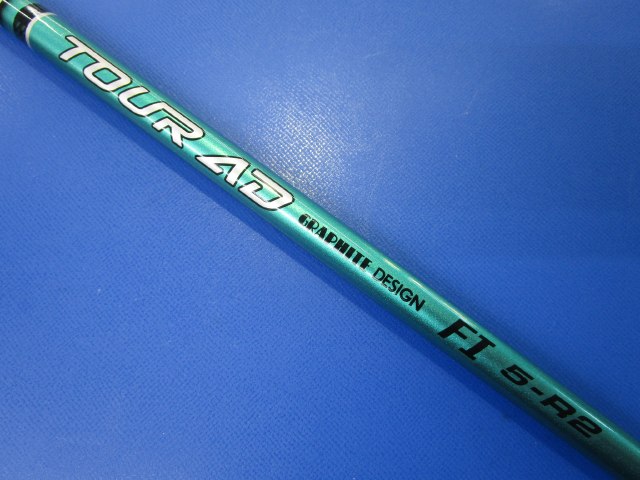 TOUR AD GRAPHITE DESIGN FI 5-R2